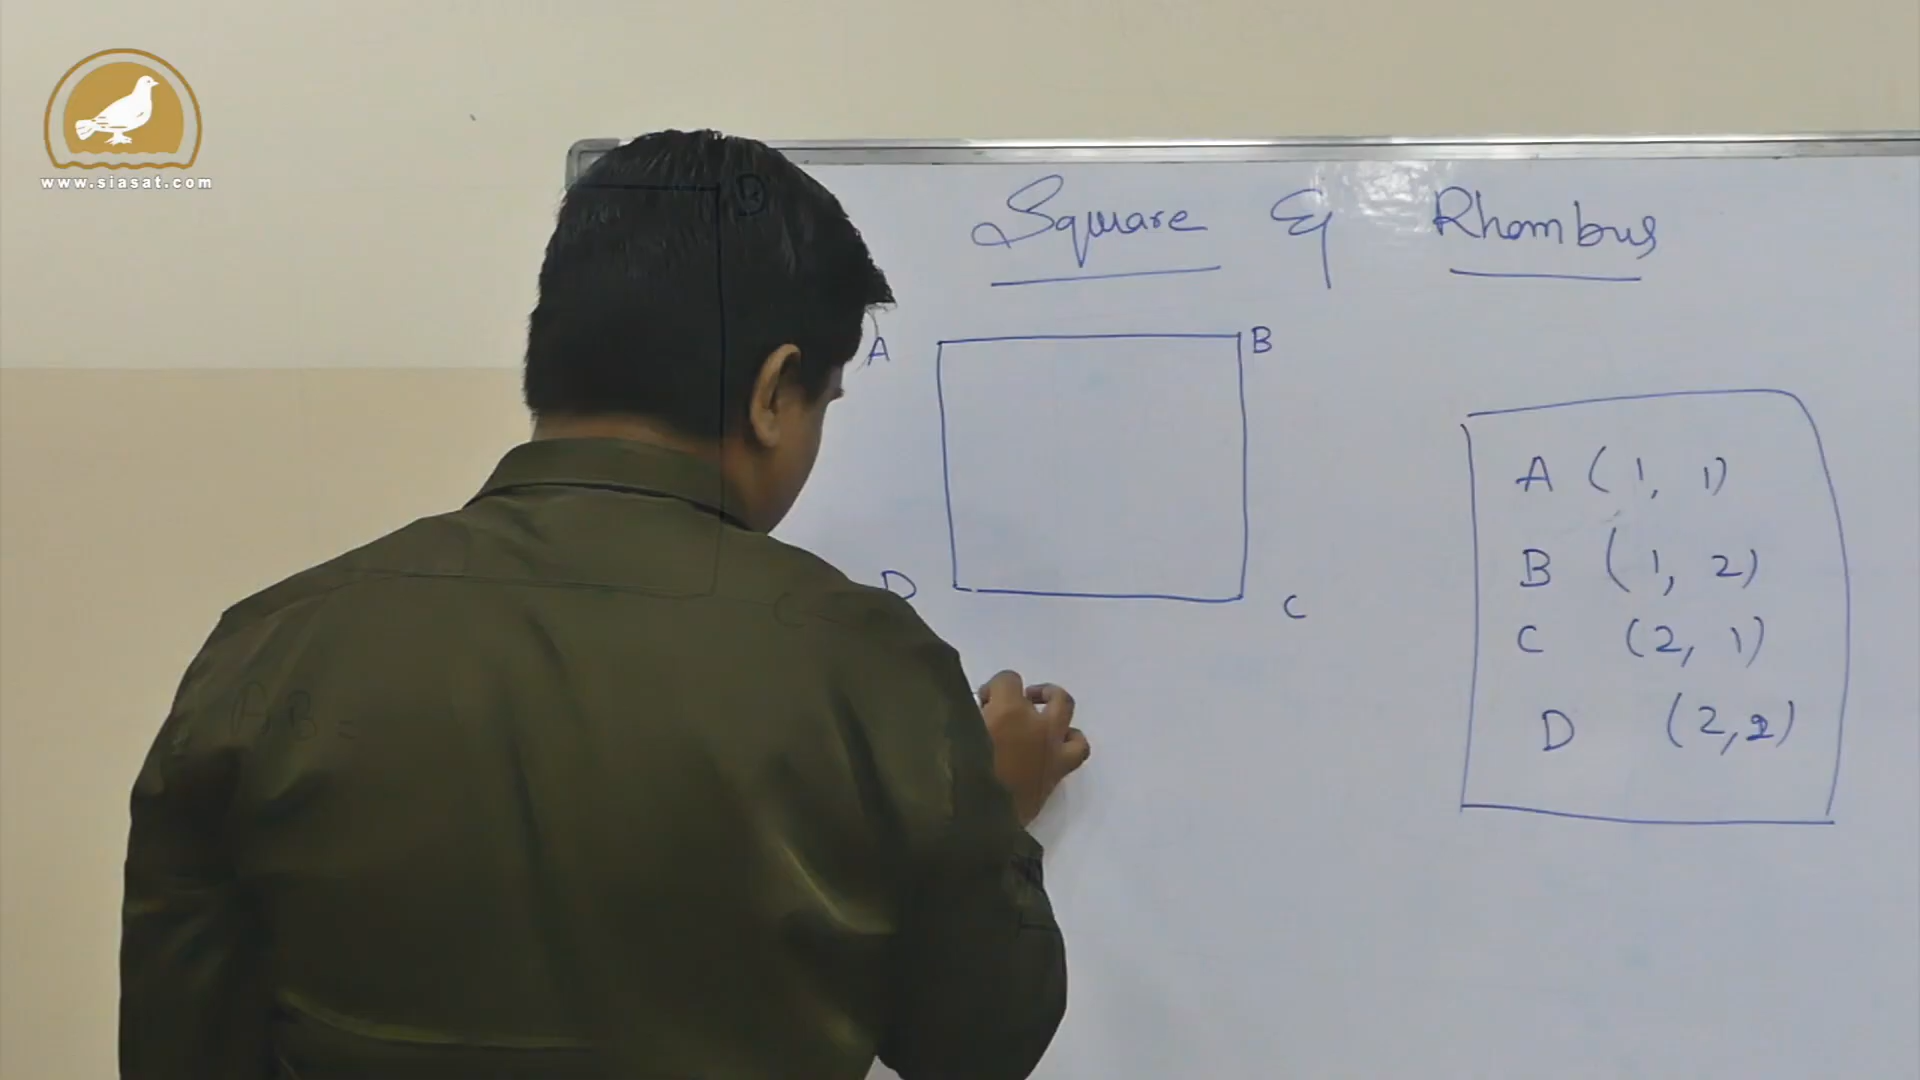 www.siasat.com
Square & Rhombus
A B
D C
A (1, 1)
B (1, 2)
C (2, 1)
D (2, 2)